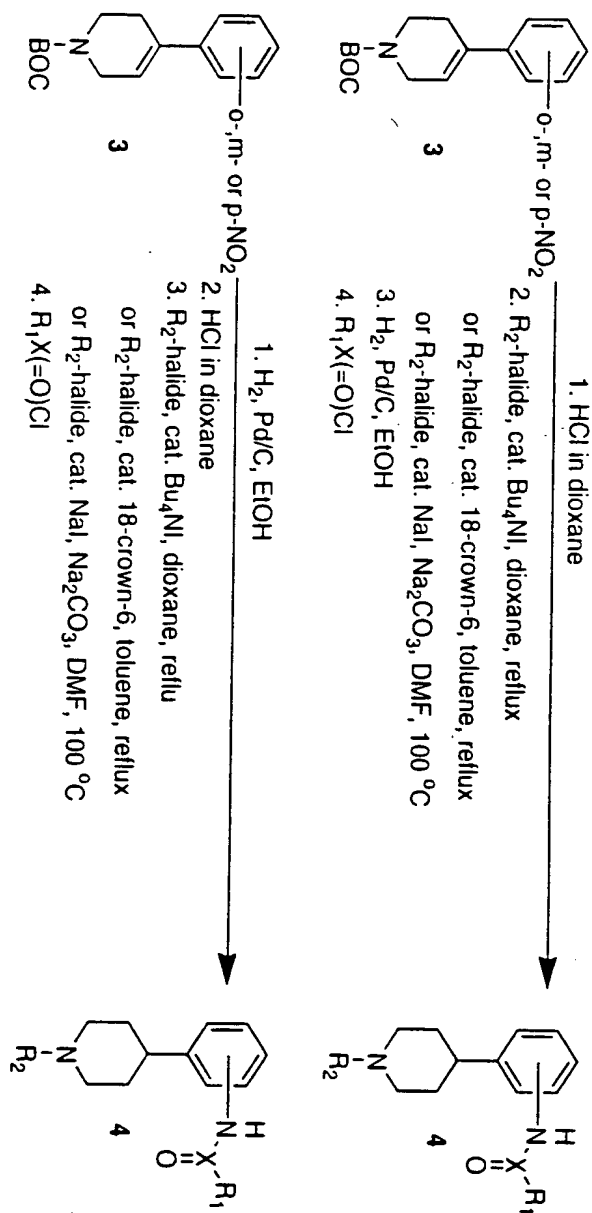 1. HCl in dioxane
2. R₂-halide, cat. Bu₄NI, dioxane, reflux
or R₂-halide, cat. 18-crown-6, toluene, reflux
or R₂-halide, cat. NaI, Na₂CO₃, DMF, 100 °C
3. H₂, Pd/C, EtOH
4. R₁X(=O)Cl
o-,m- or p-NO₂
N
BOC
3
H
N
X
O
R₁
N
R₂
4
1. H₂, Pd/C, EtOH
2. HCl in dioxane
3. R₂-halide, cat. Bu₄NI, dioxane, reflu
or R₂-halide, cat. 18-crown-6, toluene, reflux
or R₂-halide, cat. NaI, Na₂CO₃, DMF, 100 °C
4. R₁X(=O)Cl
o-,m- or p-NO₂
N
BOC
3
H
N
X
O
R₁
N
R₂
4